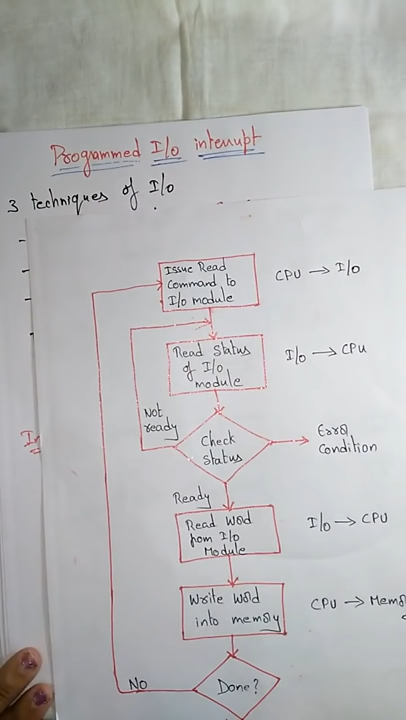 Programmed I/o interrupt
3 techniques of I/o
Issue Read
Command to
I/o module
CPU → I/o
Read Status
of I/o
module
I/o → CPU
Not
ready
Check
Status
Error
Condition
Ready
Read Word
from I/o
Module
I/o → CPU
Write Word
into memory
CPU →
No
Done?